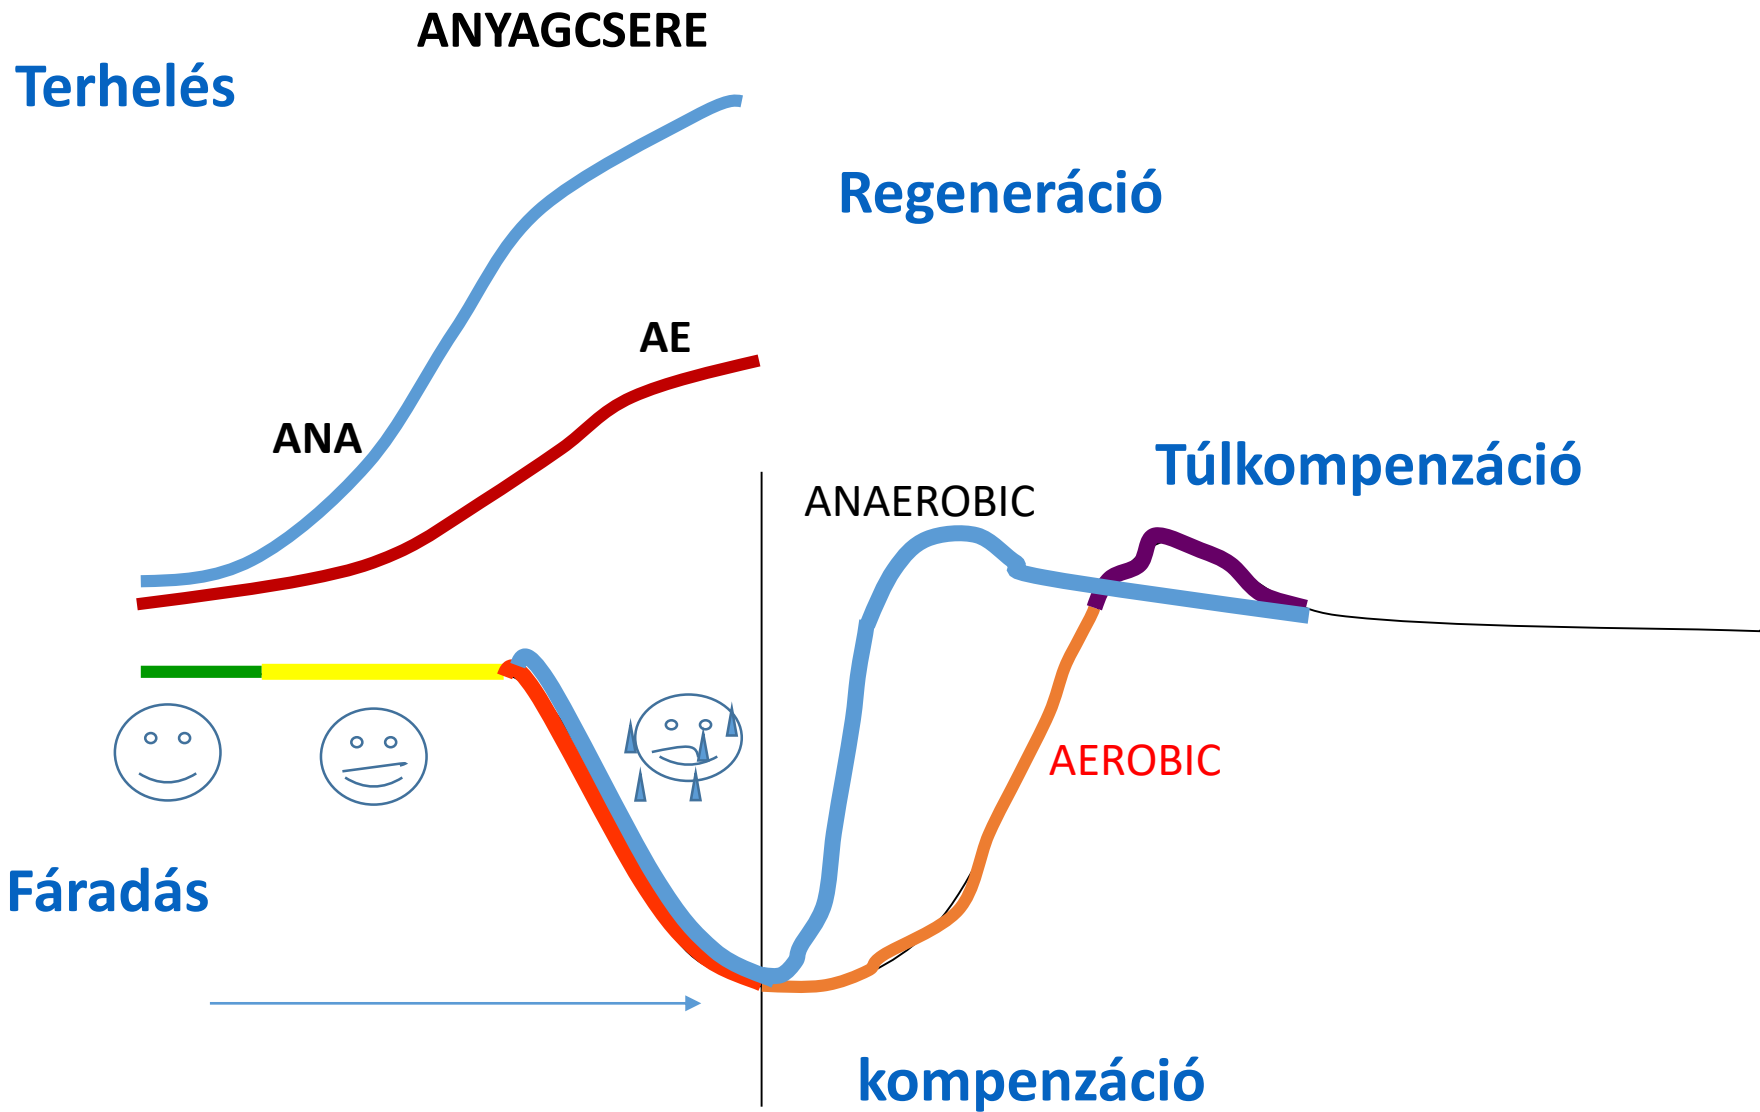 ANYAGCSERE
Terhelés
Regeneráció
AE
ANA
Túlkompenzáció
ANAEROBIC
AEROBIC
Fáradás
kompenzáció